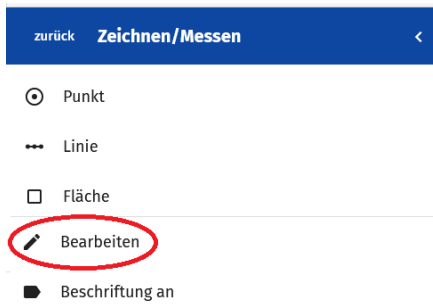 zurück Zeichnen/Messen
Punkt
Linie
Fläche
Bearbeiten
Beschriftung an